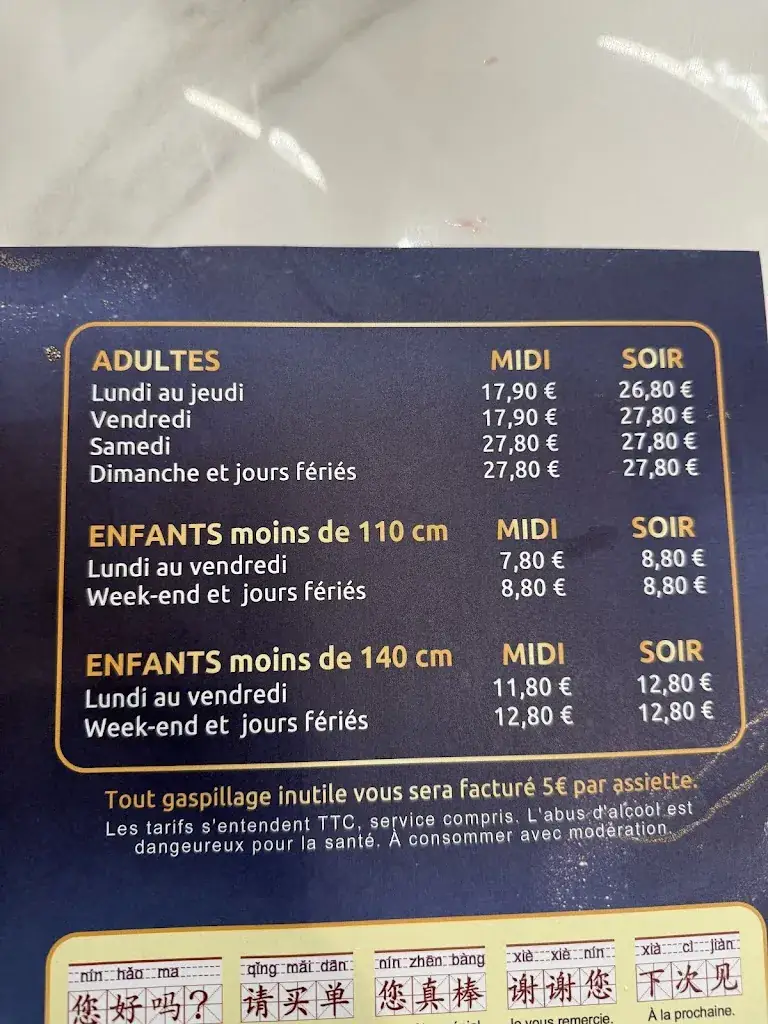 ADULTES MIDI SOIR
Lundi au jeudi 17,90 € 26,80 €
Vendredi 17,90 € 27,80 €
Samedi 27,80 € 27,80 €
Dimanche et jours fériés 27,80 € 27,80 €
ENFANTS moins de 110 cm MIDI SOIR
Lundi au vendredi 7,80 € 8,80 €
Week-end et jours fériés 8,80 € 8,80 €
ENFANTS moins de 140 cm MIDI SOIR
Lundi au vendredi 11,80 € 12,80 €
Week-end et jours fériés 12,80 € 12,80 €
Tout gaspillage inutile vous sera facturé 5€ par assiette.
Les tarifs s'entendent TTC, service compris. L'abus d'alcool est
dangeureux pour la santé. À consommer avec modération.
nín hǎo ma qǐng mǎi dān nín zhēn bàng xiè xiè nín xià cì jiàn
您好吗? 请买单 您真棒 谢谢您 下次见
Je vous remercie. À la prochaine.